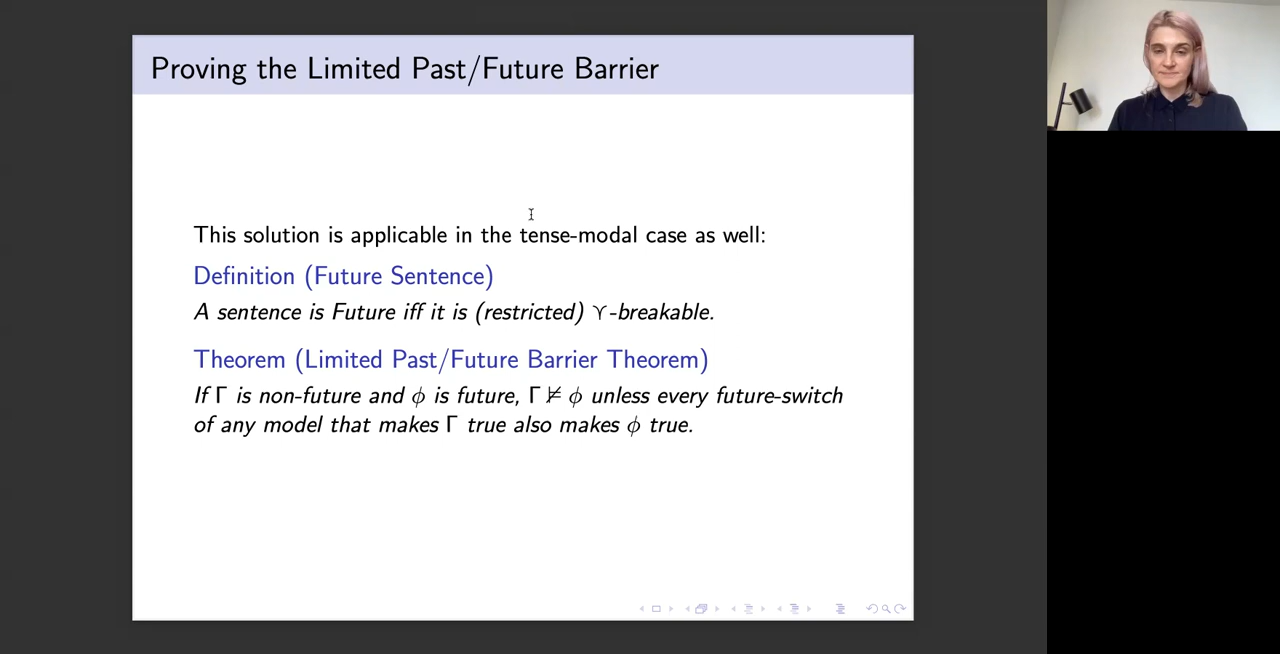 Proving the Limited Past/Future Barrier
This solution is applicable in the tense-modal case as well:
Definition (Future Sentence)
A sentence is Future iff it is (restricted) ϒ-breakable.
Theorem (Limited Past/Future Barrier Theorem)
If Γ is non-future and ϕ is future, Γ ⊭ ϕ unless every future-switch
of any model that makes Γ true also makes ϕ true.